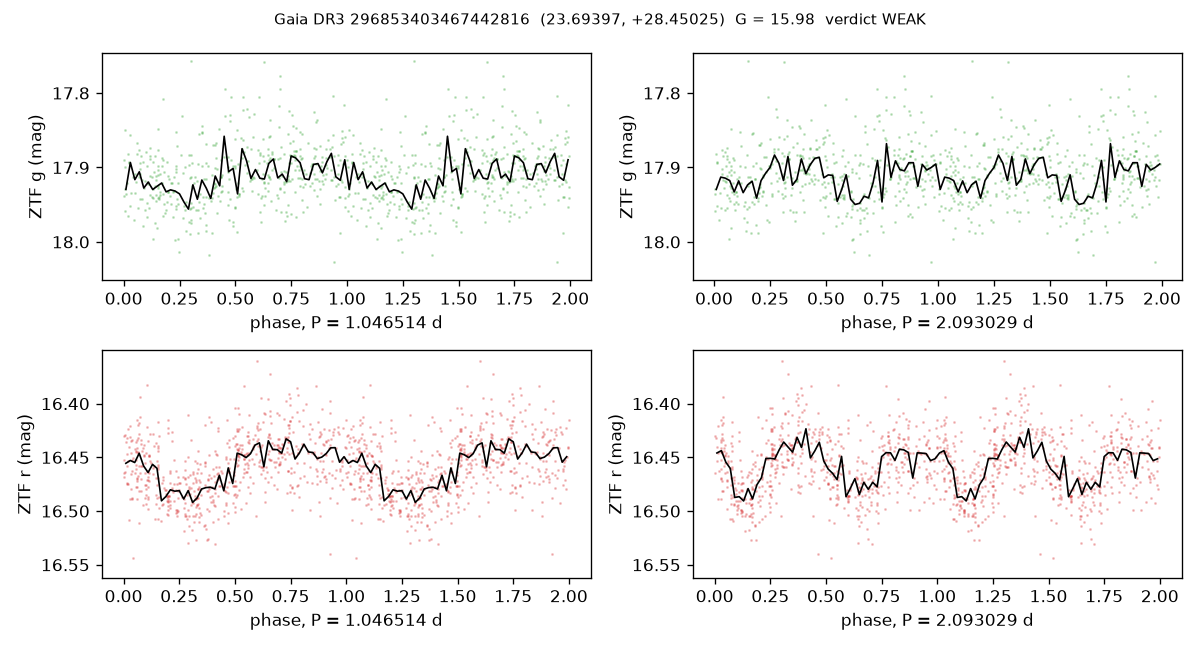 Gaia DR3 296853403467442816 (23.69397, +28.45025) G = 15.98 verdict WEAK
ZTF g (mag)
17.8
17.9
18.0
0.00 0.25 0.50 0.75 1.00 1.25 1.50 1.75 2.00
phase, P = 1.046514 d
ZTF g (mag)
17.8
17.9
18.0
0.00 0.25 0.50 0.75 1.00 1.25 1.50 1.75 2.00
phase, P = 2.093029 d
ZTF r (mag)
16.40
16.45
16.50
16.55
0.00 0.25 0.50 0.75 1.00 1.25 1.50 1.75 2.00
phase, P = 1.046514 d
ZTF r (mag)
16.40
16.45
16.50
16.55
0.00 0.25 0.50 0.75 1.00 1.25 1.50 1.75 2.00
phase, P = 2.093029 d